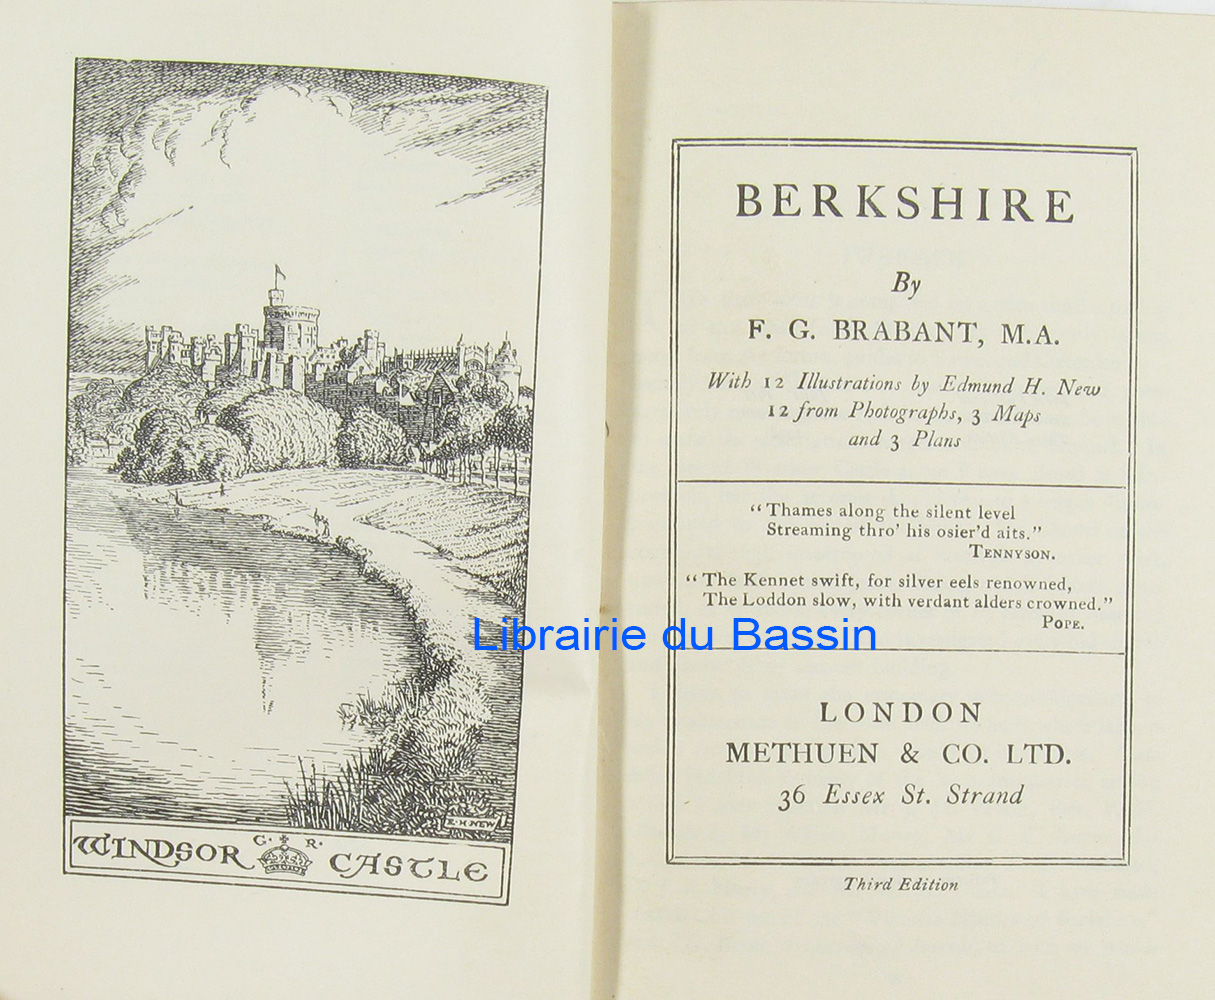 E. H. NEW
WINDSOR G. R. CASTLE
BERKSHIRE
By
F. G. BRABANT, M.A.
With 12 Illustrations by Edmund H. New
12 from Photographs, 3 Maps
and 3 Plans
"Thames along the silent level
Streaming thro' his osier'd aits."
TENNYSON.
"The Kennet swift, for silver eels renowned,
The Loddon slow, with verdant alders crowned."
POPE.
Librairie du Bassin
LONDON
METHUEN & CO. LTD.
36 Essex St. Strand
Third Edition